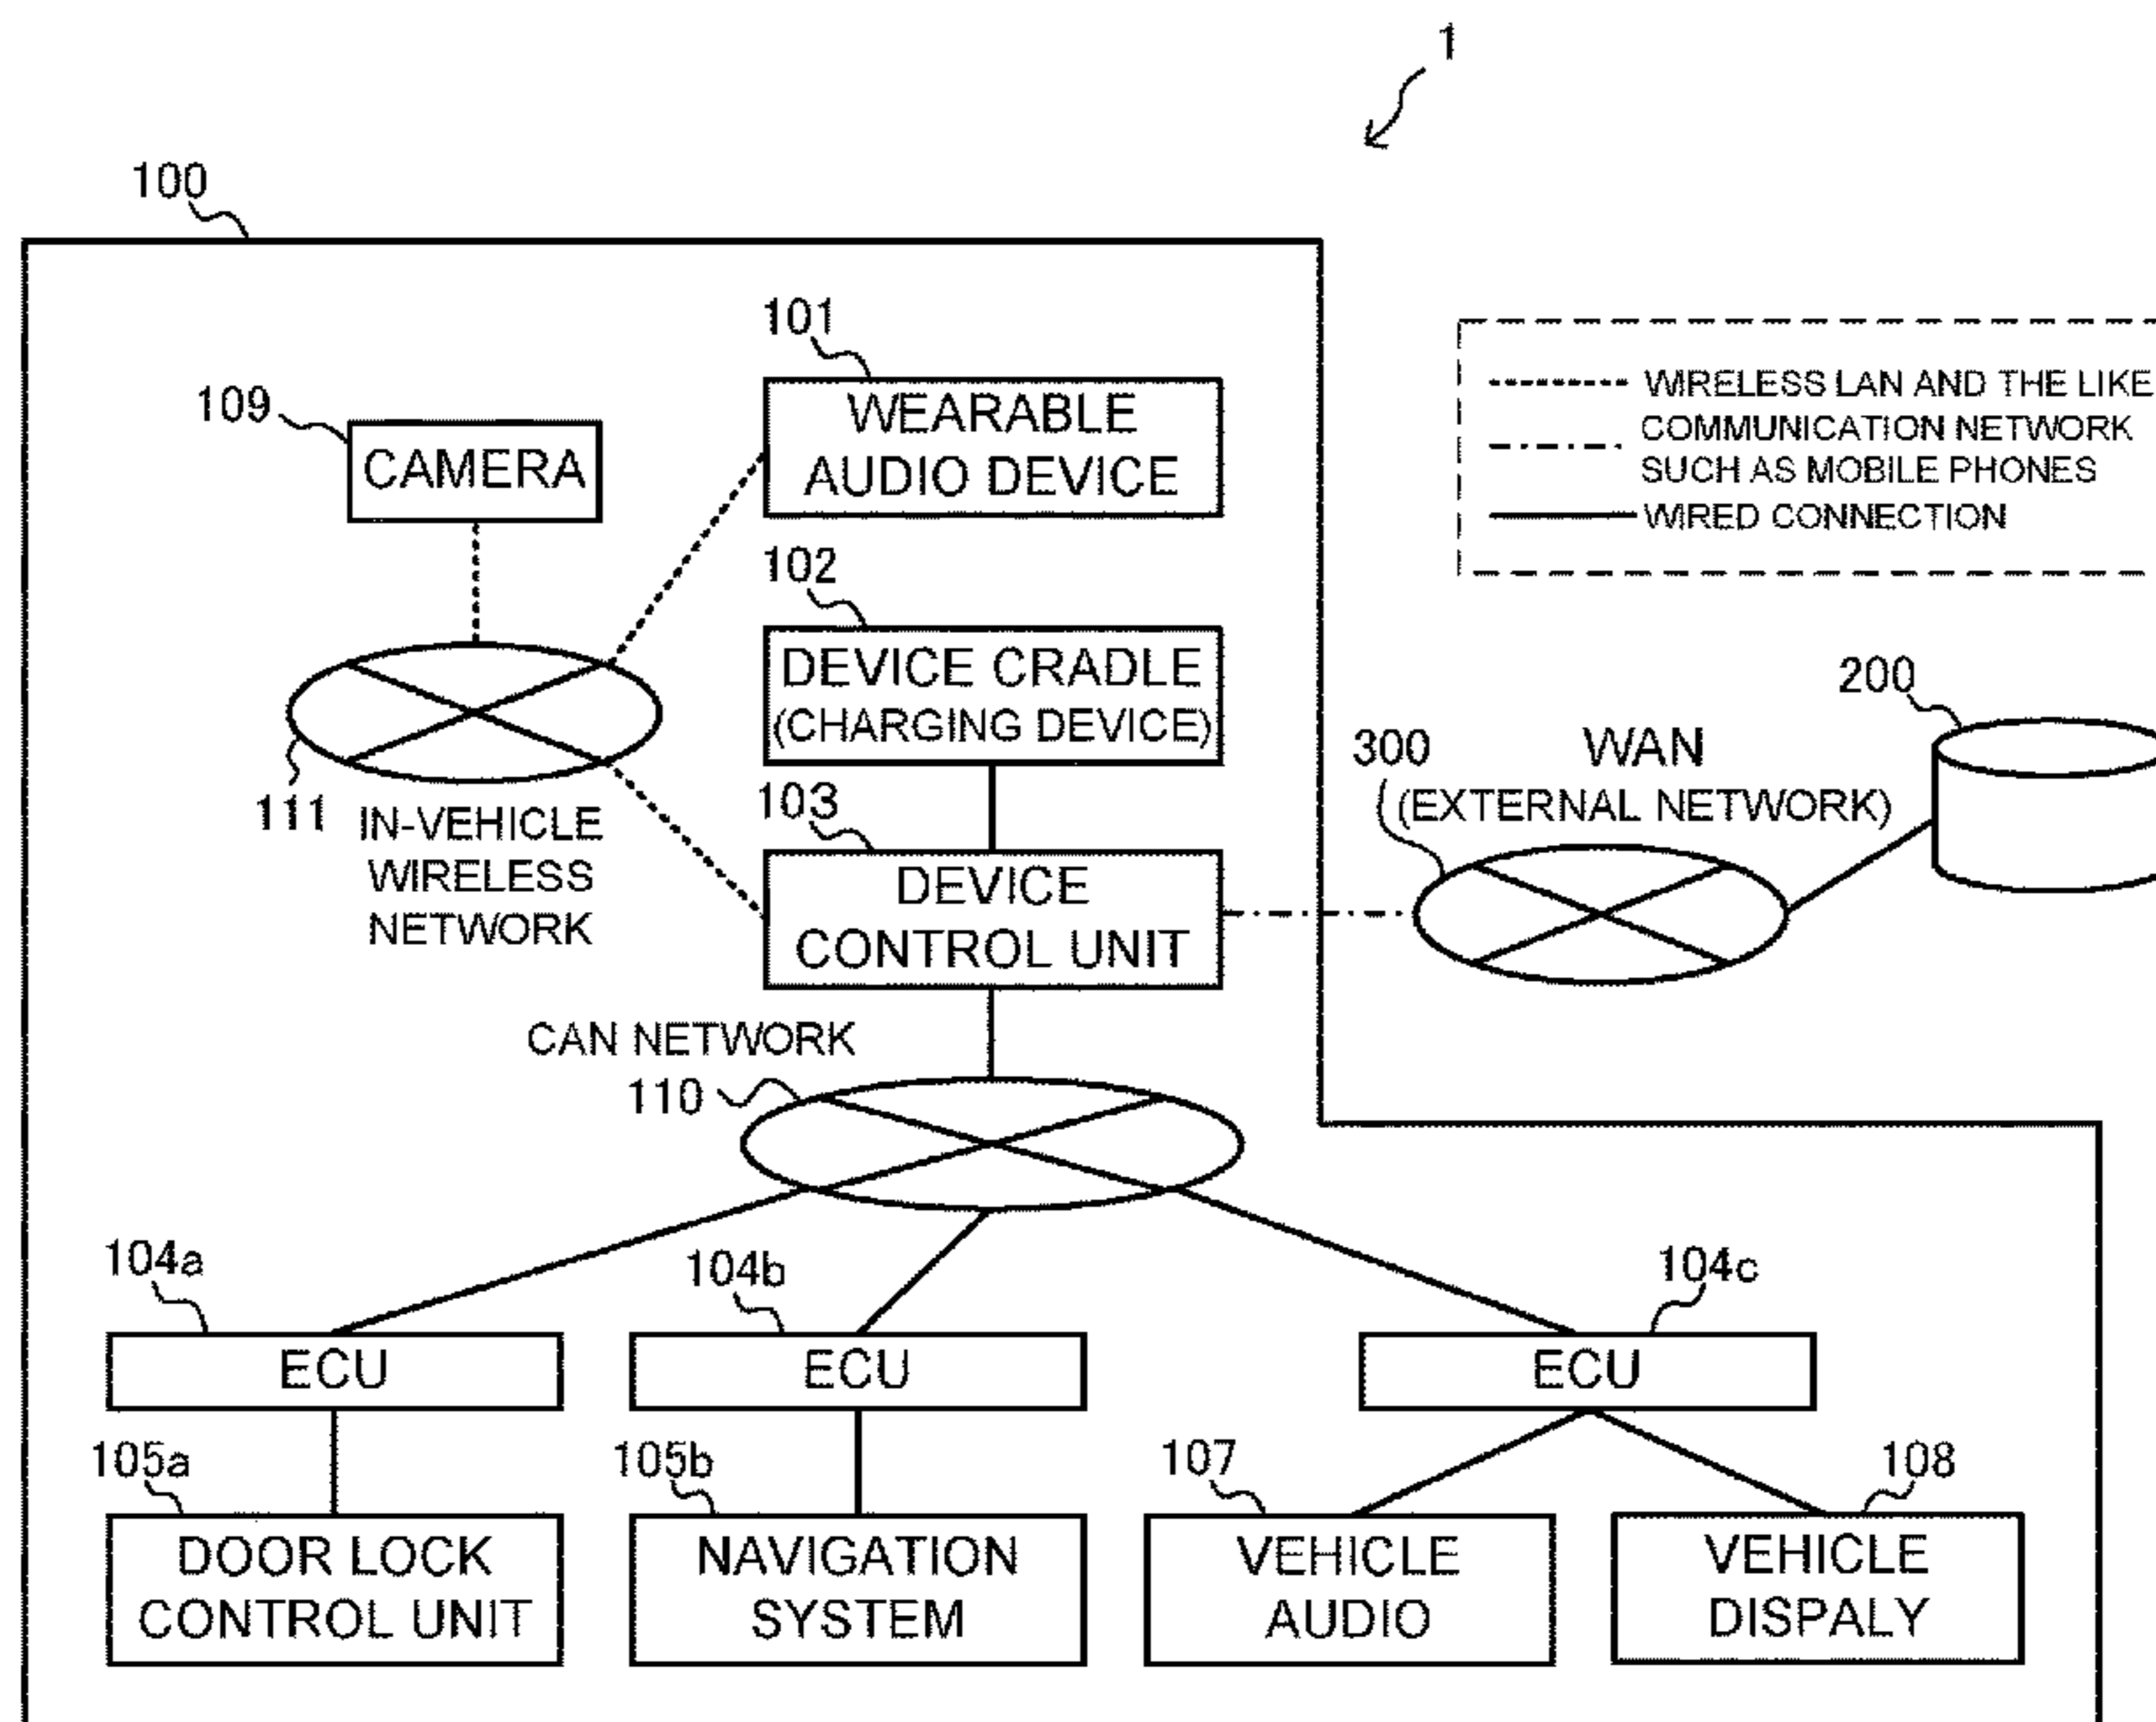 1
100
101
WEARABLE
AUDIO DEVICE
109
CAMERA
WIRELESS LAN AND THE LIKE
COMMUNICATION NETWORK
SUCH AS MOBILE PHONES
WIRED CONNECTION
102
DEVICE CRADLE
(CHARGING DEVICE)
111
IN-VEHICLE
WIRELESS
NETWORK
103
DEVICE
CONTROL UNIT
300
WAN
(EXTERNAL NETWORK)
200
CAN NETWORK
110
104a
ECU
104b
ECU
104c
ECU
105a
DOOR LOCK
CONTROL UNIT
105b
NAVIGATION
SYSTEM
107
VEHICLE
AUDIO
108
VEHICLE
DISPALY